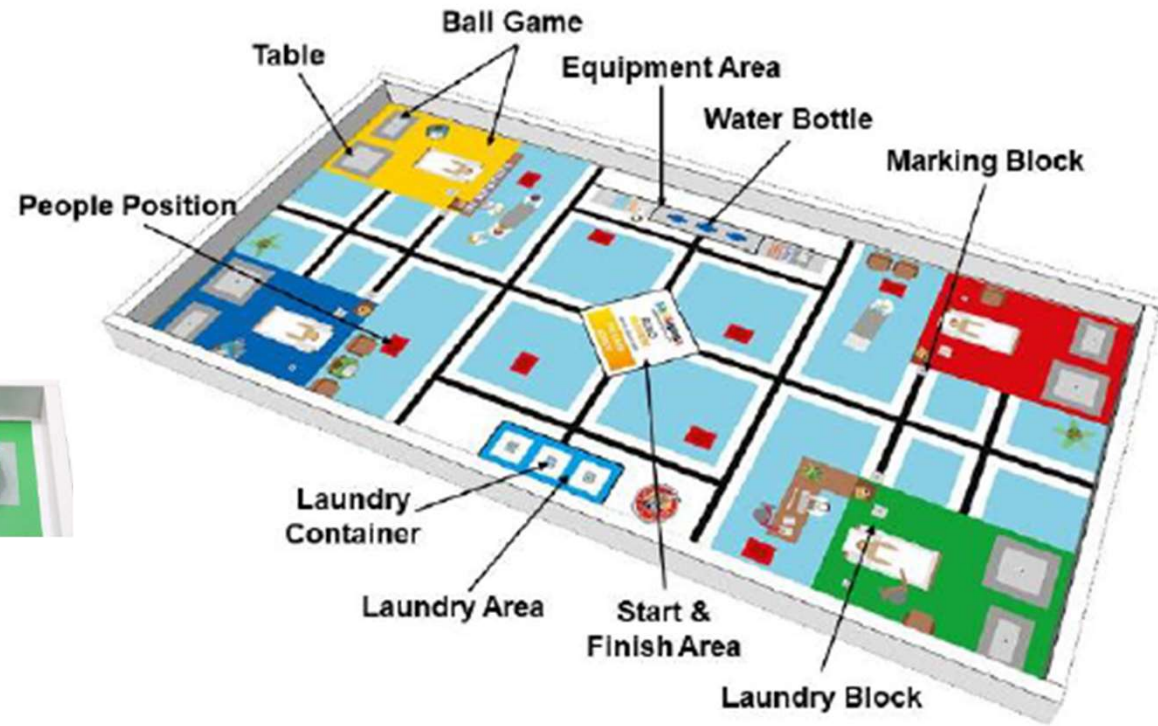 Ball Game
Table
Equipment Area
Water Bottle
Marking Block
People Position
Laundry
Container
Laundry Area
Start &
Finish Area
Laundry Block